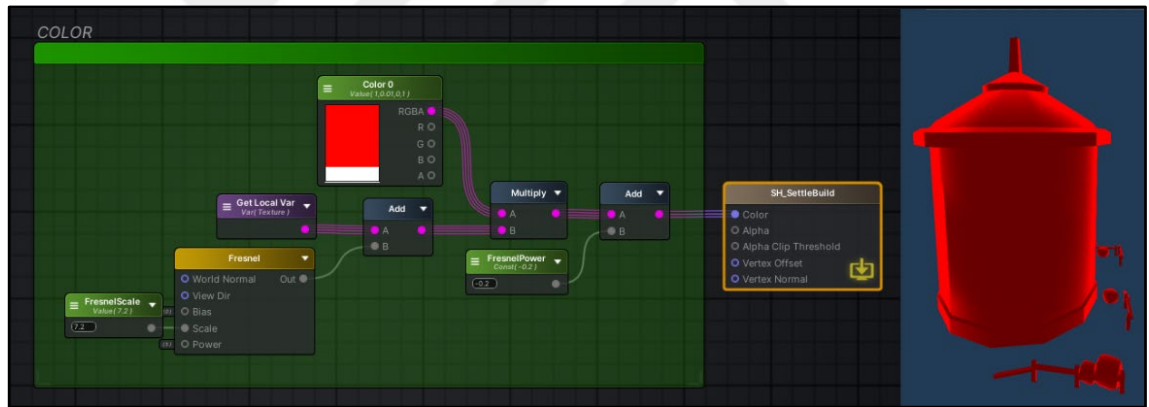 COLOR
Color 0
Value( 1,0.01,0,1 )
RGBA
R
G
B
A
Get Local Var
Var( Texture )
Add
A
B
Multiply
A
B
Add
A
B
SH_SettleBuild
Color
Alpha
Alpha Clip Threshold
Vertex Offset
Vertex Normal
FresnelPower
Const( -0.2 )
-0.2
Fresnel
World Normal Out
View Dir
Bias
Scale
Power
FresnelScale
Value( 7.2 )
7.2